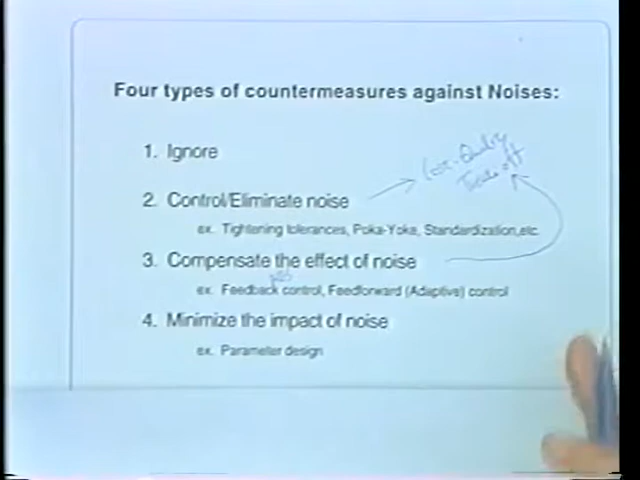 Four types of countermeasures against Noises:
1. Ignore
Cost-Quality
Trade off
2. Control/Eliminate noise
ex. Tightening tolerances, Poka-Yoke, Standardization,etc.
3. Compensate the effect of noise
ex. Feedback control, Feedforward (Adaptive) control
4. Minimize the impact of noise
ex. Parameter design